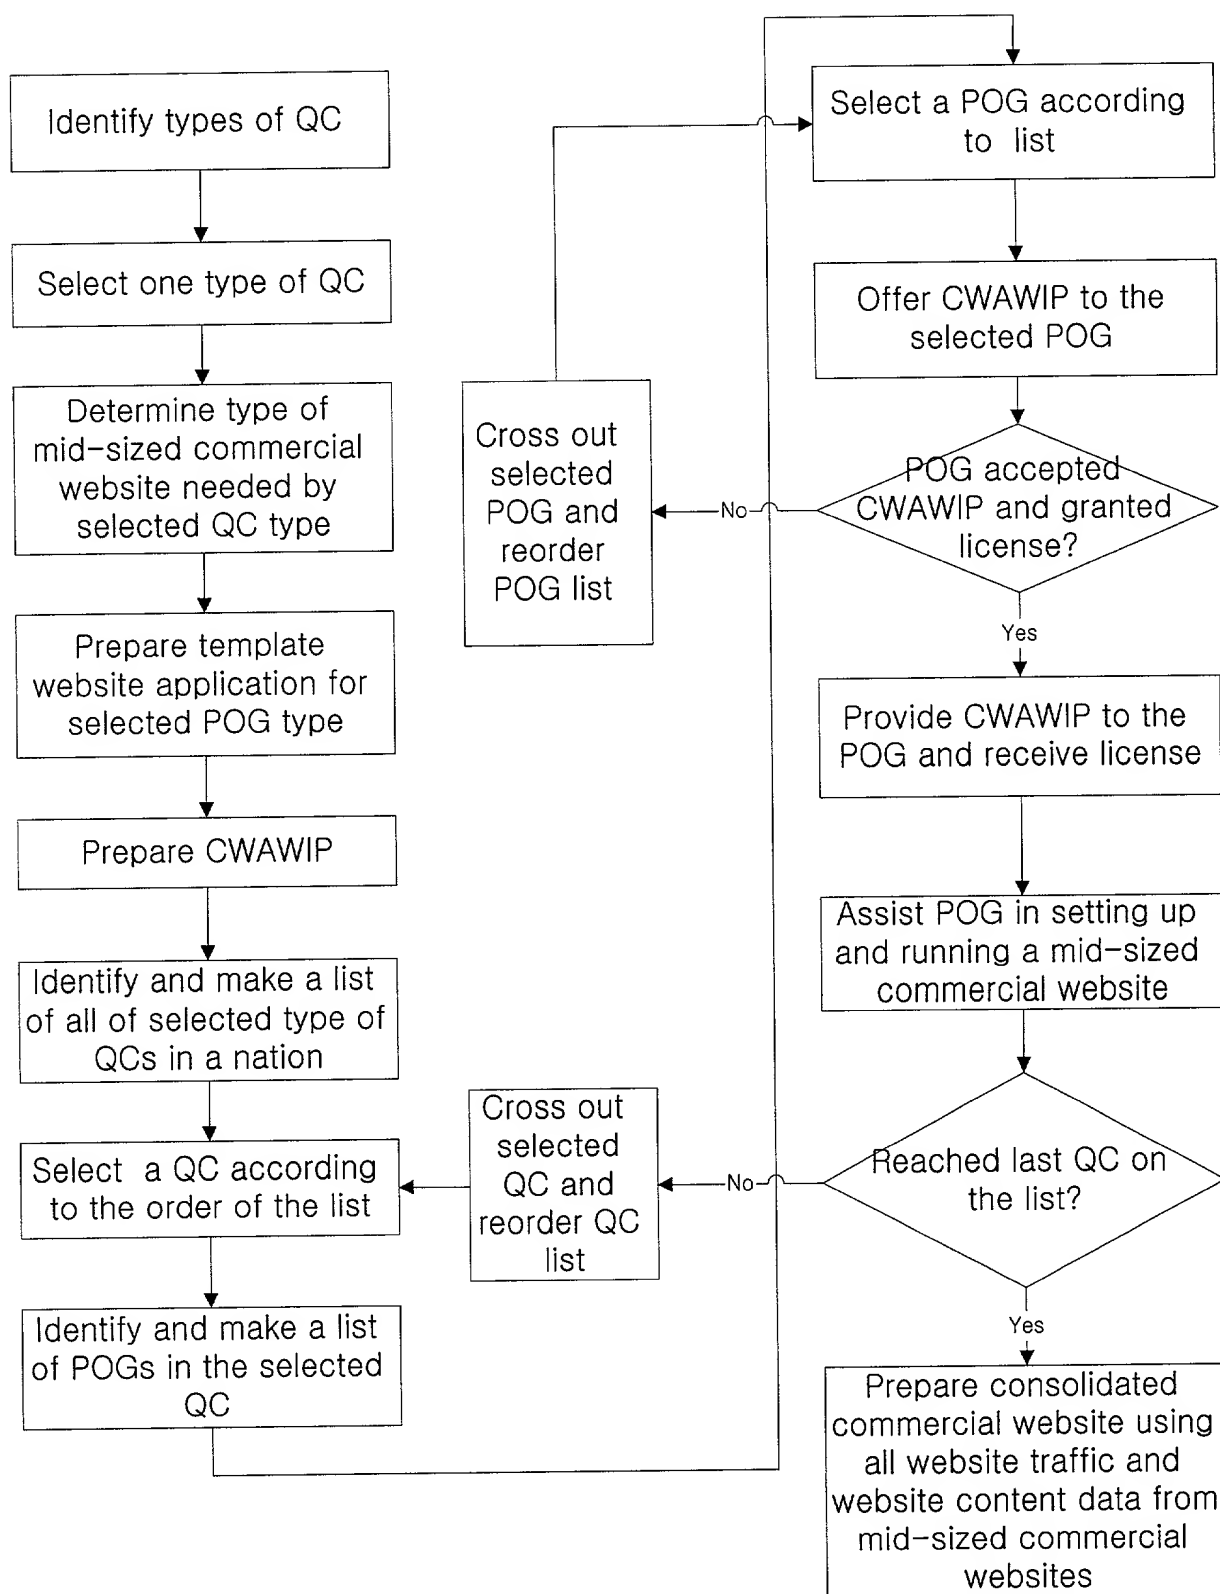 Identify types of QC
Select one type of QC
Determine type of
mid-sized commercial
website needed by
selected QC type
Prepare template
website application for
selected POG type
Prepare CWAWIP
Identify and make a list
of all of selected type of
QCs in a nation
Select a QC according
to the order of the list
Identify and make a list
of POGs in the selected
QC
Select a POG according
to list
Offer CWAWIP to the
selected POG
POG accepted
CWAWIP and granted
license?
No
Cross out
selected
POG and
reorder
POG list
Yes
Provide CWAWIP to the
POG and receive license
Assist POG in setting up
and running a mid-sized
commercial website
Reached last QC on
the list?
No
Cross out
selected
QC and
reorder QC
list
Yes
Prepare consolidated
commercial website using
all website traffic and
website content data from
mid-sized commercial
websites